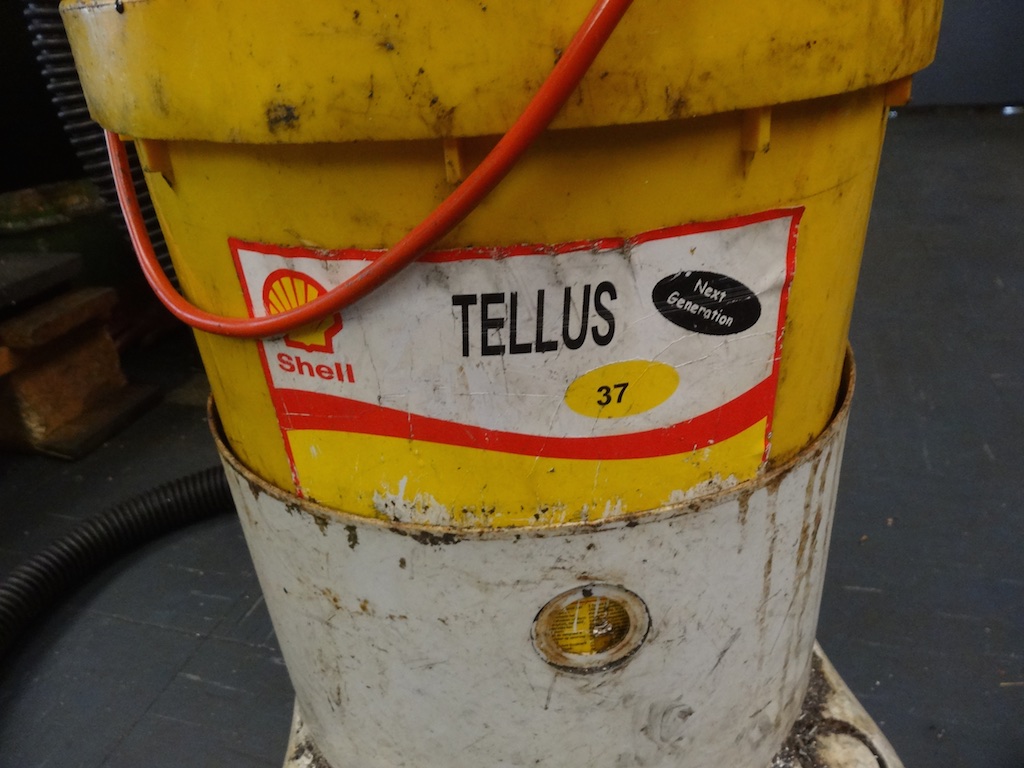 Shell
TELLUS
Next
Generation
37